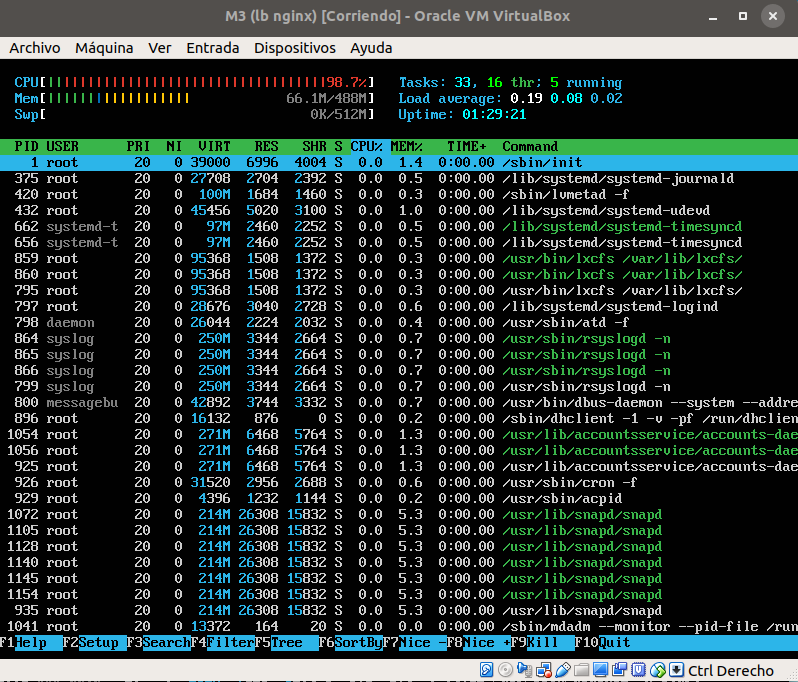 M3 (lb nginx) [Corriendo] - Oracle VM VirtualBox
Archivo Máquina Ver Entrada Dispositivos Ayuda
CPU[||||||||||||||||||||||||||||||||||||98.7%] Tasks: 33, 16 thr; 5 running
Mem[|||||||||||||||||| 66.1M/488M] Load average: 0.19 0.08 0.02
Swp[ 0K/512M] Uptime: 01:29:21
PID USER PRI NI VIRT RES SHR S CPU% MEM% TIME+ Command
1 root 20 0 39000 6996 4004 S 0.0 1.4 0:00.00 /sbin/init
375 root 20 0 27708 2704 2392 S 0.0 0.5 0:00.00 /lib/systemd/systemd-journald
420 root 20 0 100M 1684 1460 S 0.0 0.3 0:00.00 /sbin/lvmetad -f
432 root 20 0 45456 5020 3100 S 0.0 1.0 0:00.00 /lib/systemd/systemd-udevd
662 systemd-t 20 0 97M 2460 2252 S 0.0 0.5 0:00.00 /lib/systemd/systemd-timesyncd
656 systemd-t 20 0 97M 2460 2252 S 0.0 0.5 0:00.00 /lib/systemd/systemd-timesyncd
859 root 20 0 95368 1508 1372 S 0.0 0.3 0:00.00 /usr/bin/lxcfs /var/lib/lxcfs/
860 root 20 0 95368 1508 1372 S 0.0 0.3 0:00.00 /usr/bin/lxcfs /var/lib/lxcfs/
795 root 20 0 95368 1508 1372 S 0.0 0.3 0:00.00 /usr/bin/lxcfs /var/lib/lxcfs/
797 root 20 0 28676 3040 2728 S 0.0 0.6 0:00.00 /lib/systemd/systemd-logind
798 daemon 20 0 26044 2224 2032 S 0.0 0.4 0:00.00 /usr/sbin/atd -f
864 syslog 20 0 250M 3344 2664 S 0.0 0.7 0:00.00 /usr/sbin/rsyslogd -n
865 syslog 20 0 250M 3344 2664 S 0.0 0.7 0:00.00 /usr/sbin/rsyslogd -n
866 syslog 20 0 250M 3344 2664 S 0.0 0.7 0:00.00 /usr/sbin/rsyslogd -n
799 syslog 20 0 250M 3344 2664 S 0.0 0.7 0:00.00 /usr/sbin/rsyslogd -n
800 messagebu 20 0 42892 3744 3332 S 0.0 0.7 0:00.00 /usr/bin/dbus-daemon --system --addre
896 root 20 0 16132 876 0 S 0.0 0.2 0:00.00 /sbin/dhclient -1 -v -pf /run/dhclien
1054 root 20 0 271M 6468 5764 S 0.0 1.3 0:00.00 /usr/lib/accountsservice/accounts-dae
1056 root 20 0 271M 6468 5764 S 0.0 1.3 0:00.00 /usr/lib/accountsservice/accounts-dae
925 root 20 0 271M 6468 5764 S 0.0 1.3 0:00.00 /usr/lib/accountsservice/accounts-dae
926 root 20 0 31520 2956 2688 S 0.0 0.6 0:00.00 /usr/sbin/cron -f
929 root 20 0 4396 1232 1144 S 0.0 0.2 0:00.00 /usr/sbin/acpid
1072 root 20 0 214M 26308 15832 S 0.0 5.3 0:00.00 /usr/lib/snapd/snapd
1105 root 20 0 214M 26308 15832 S 0.0 5.3 0:00.00 /usr/lib/snapd/snapd
1128 root 20 0 214M 26308 15832 S 0.0 5.3 0:00.00 /usr/lib/snapd/snapd
1140 root 20 0 214M 26308 15832 S 0.0 5.3 0:00.00 /usr/lib/snapd/snapd
1145 root 20 0 214M 26308 15832 S 0.0 5.3 0:00.00 /usr/lib/snapd/snapd
1154 root 20 0 214M 26308 15832 S 0.0 5.3 0:00.00 /usr/lib/snapd/snapd
935 root 20 0 214M 26308 15832 S 0.0 5.3 0:00.00 /usr/lib/snapd/snapd
1041 root 20 0 13372 164 20 S 0.0 0.0 0:00.00 /sbin/mdadm --monitor --pid-file /run
F1Help F2Setup F3SearchF4FilterF5Tree F6SortByF7Nice -F8Nice +F9Kill F10Quit
Ctrl Derecho